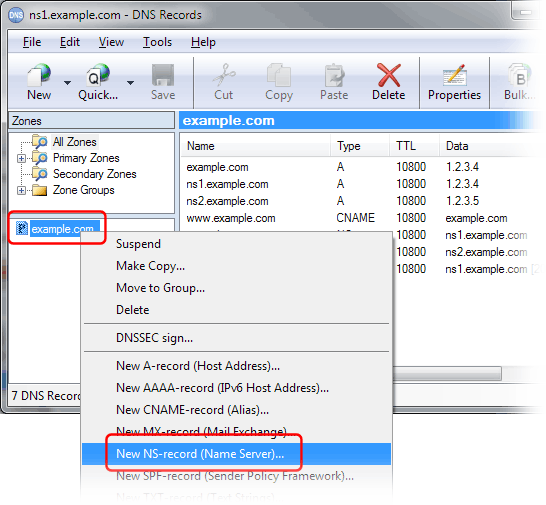 DNS ns1.example.com - DNS Records
File Edit View Tools Help
New Quick... Save Cut Copy Paste Delete Properties Bulk...
Zones
All Zones
Primary Zones
Secondary Zones
Zone Groups
example.com
example.com
Name Type TTL Data
example.com A 10800 1.2.3.4
ns1.example.com A 10800 1.2.3.4
ns2.example.com A 10800 1.2.3.5
www.example.com CNAME 10800 example.com
10800 ns1.example.com
10800 ns2.example.com
10800 ns1.example.com
Suspend
Make Copy...
Move to Group...
Delete
DNSSEC sign...
New A-record (Host Address)...
New AAAA-record (IPv6 Host Address)...
New CNAME-record (Alias)...
New MX-record (Mail Exchange)
New NS-record (Name Server)...
New SPF-record (Sender Policy Framework)...
New TXT-record (Text Strings)
7 DNS Record